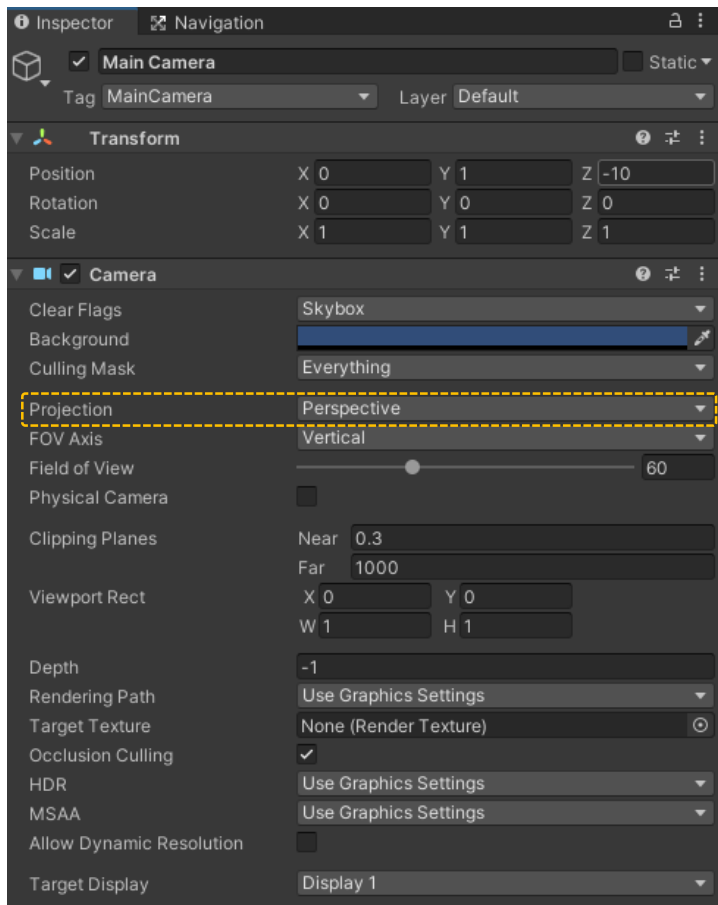 Inspector Navigation
Main Camera Static
Tag MainCamera Layer Default
Transform
Position X 0 Y 1 Z -10
Rotation X 0 Y 0 Z 0
Scale X 1 Y 1 Z 1
Camera
Clear Flags Skybox
Background
Culling Mask Everything
Projection Perspective
FOV Axis Vertical
Field of View 60
Physical Camera
Clipping Planes Near 0.3
Far 1000
Viewport Rect X 0 Y 0
W 1 H 1
Depth -1
Rendering Path Use Graphics Settings
Target Texture None (Render Texture)
Occlusion Culling
HDR Use Graphics Settings
MSAA Use Graphics Settings
Allow Dynamic Resolution
Target Display Display 1